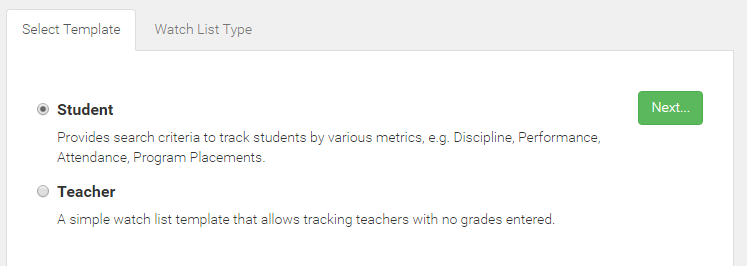 Select Template
Watch List Type
Student
Next...
Provides search criteria to track students by various metrics, e.g. Discipline, Performance,
Attendance, Program Placements.
Teacher
A simple watch list template that allows tracking teachers with no grades entered.